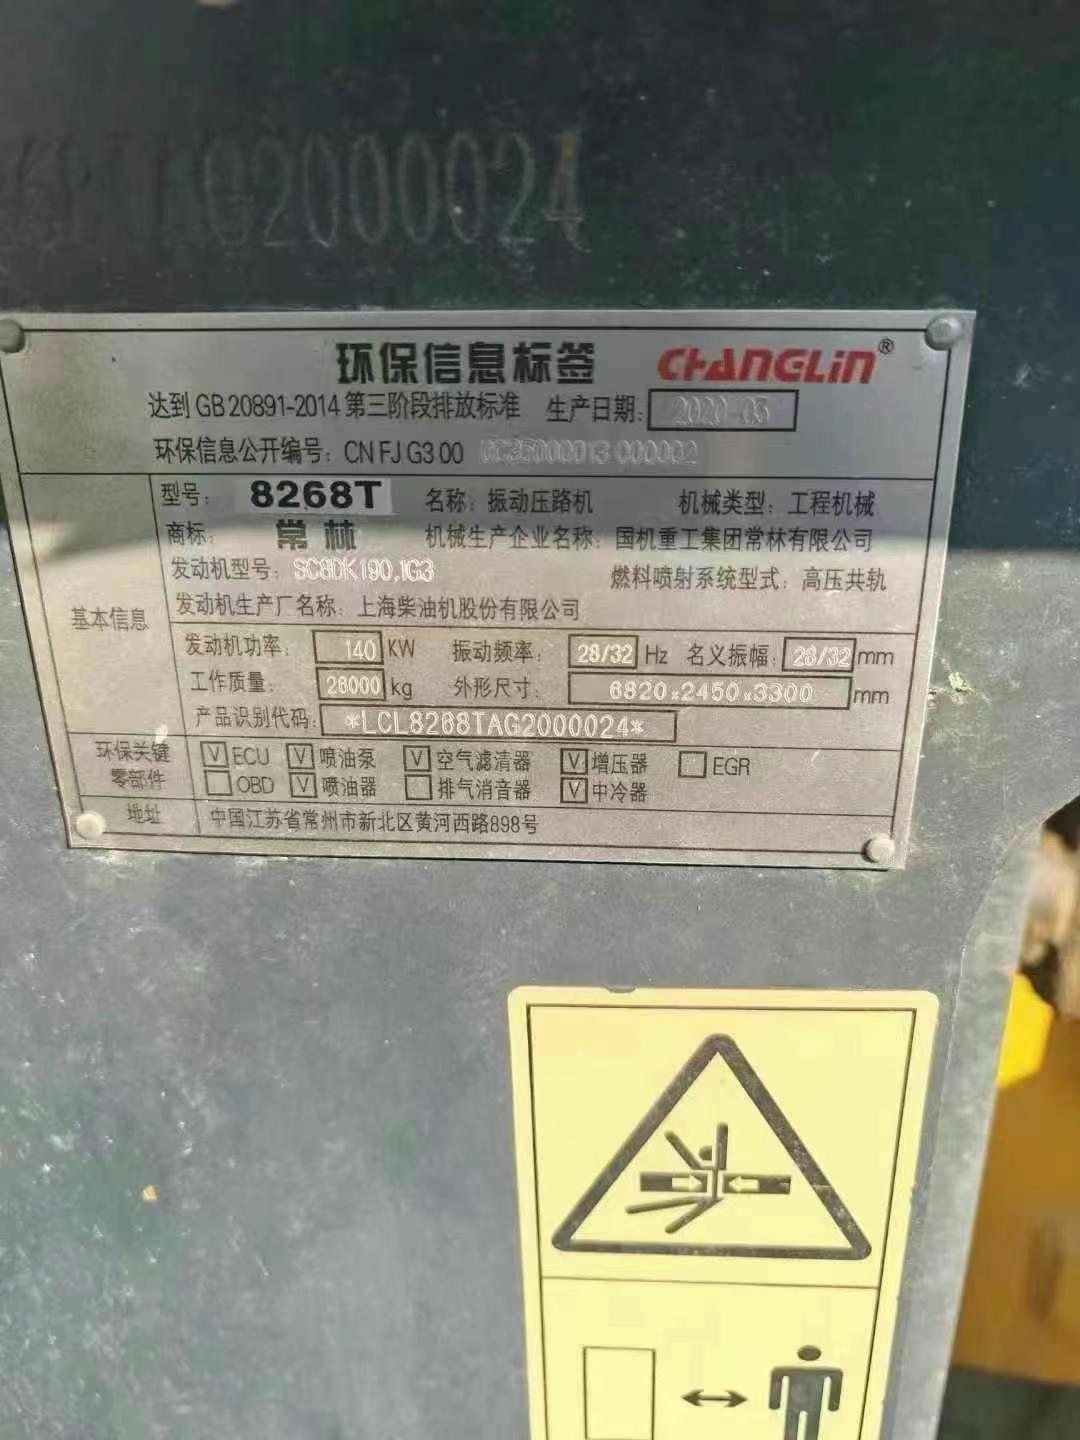 G2000024
环保信息标签 CHANGLIN®
达到GB 20891-2014 第三阶段排放标准 生产日期: 2020-05
环保信息公开编号: CN FJ G3 00
基本信息
型号: 8268T 名称: 振动压路机 机械类型: 工程机械
商标: 常林 机械生产企业名称: 国机重工集团常林有限公司
发动机型号: SC8DK190.1G3 燃料喷射系统型式: 高压共轨
发动机生产厂名称: 上海柴油机股份有限公司
发动机功率: 140 KW 振动频率: 28/32 Hz 名义振幅: 28/32 mm
工作质量: 26000 kg 外形尺寸: 6820×2450×3300 mm
产品识别代码: *LCL8268TAG2000024*
环保关键零部件 V ECU V 喷油泵 V 空气滤清器 V 增压器 EGR
OBD V 喷油器 排气消音器 V 中冷器
地址 中国江苏省常州市新北区黄河西路898号